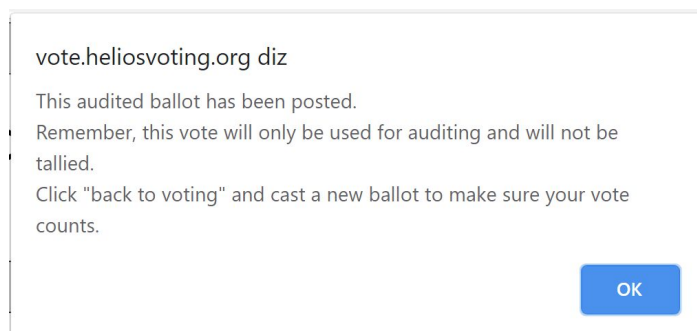 vote.heliosvoting.org diz
This audited ballot has been posted.
Remember, this vote will only be used for auditing and will not be
tallied.
Click "back to voting" and cast a new ballot to make sure your vote
counts.
OK